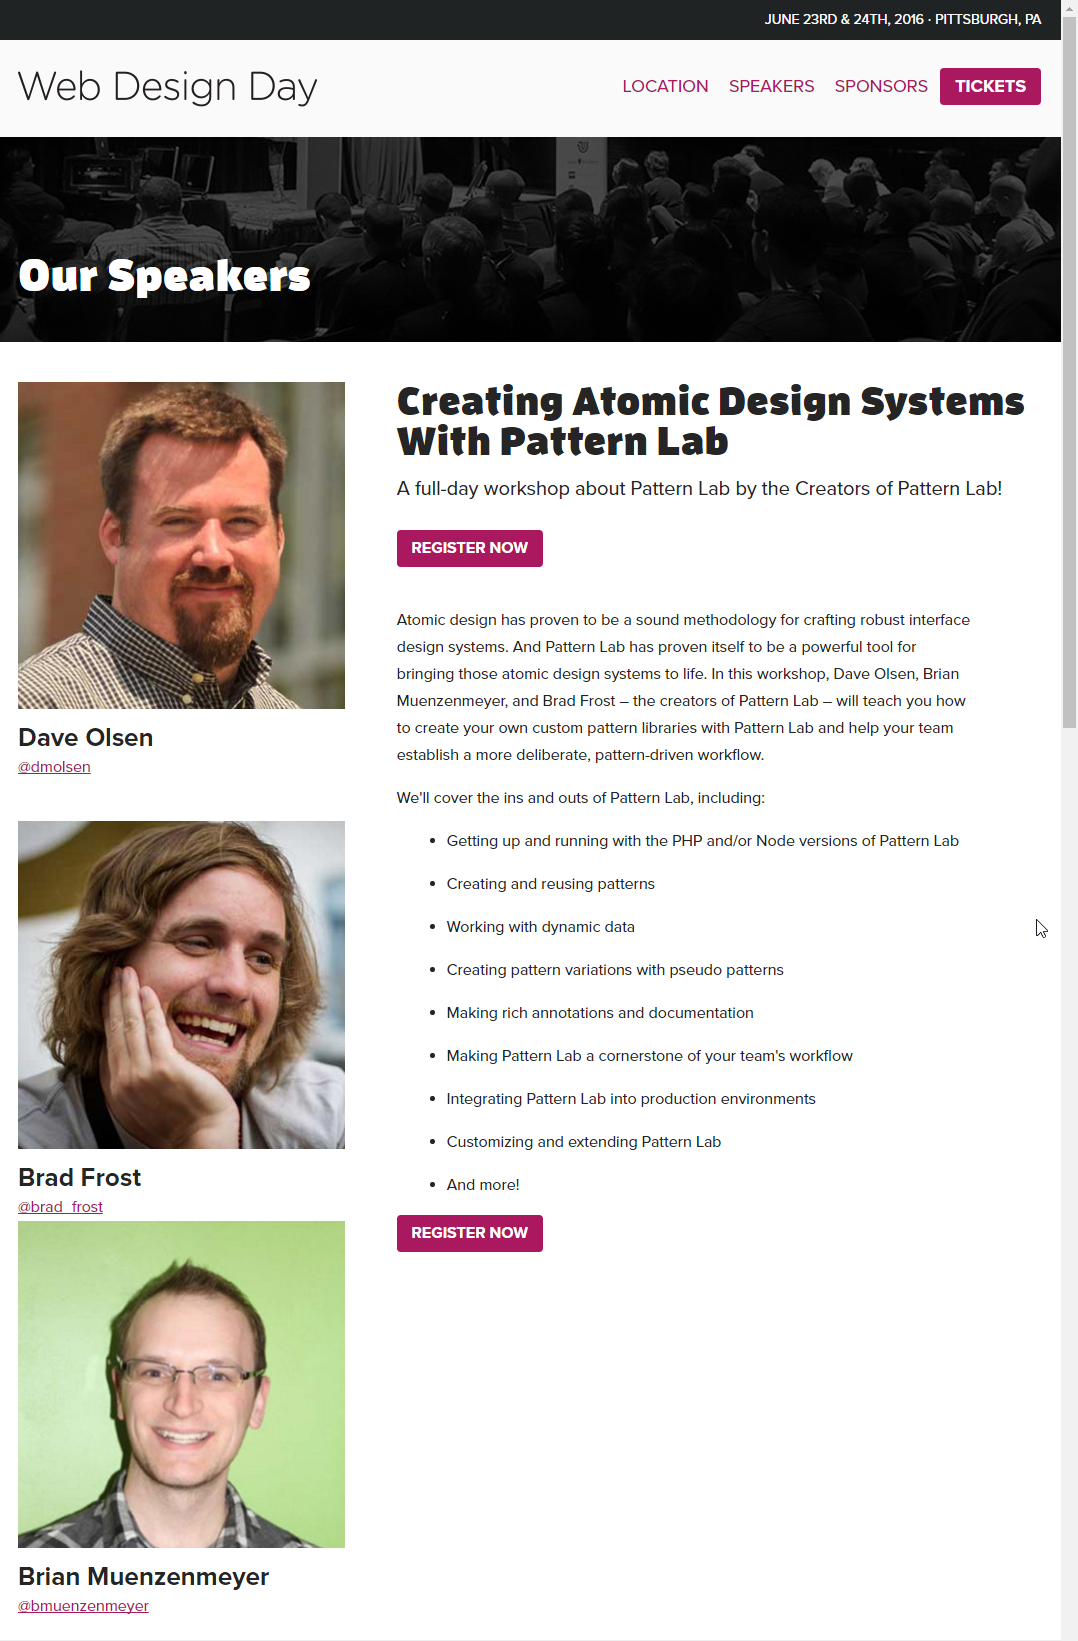 JUNE 23RD & 24TH, 2016 · PITTSBURGH, PA
Web Design Day
LOCATION SPEAKERS SPONSORS TICKETS
Our Speakers
Dave Olsen
@dmolsen
Brad Frost
@brad_frost
Brian Muenzenmeyer
@bmuenzenmeyer
Creating Atomic Design Systems
With Pattern Lab
A full-day workshop about Pattern Lab by the Creators of Pattern Lab!
REGISTER NOW
Atomic design has proven to be a sound methodology for crafting robust interface
design systems. And Pattern Lab has proven itself to be a powerful tool for
bringing those atomic design systems to life. In this workshop, Dave Olsen, Brian
Muenzenmeyer, and Brad Frost – the creators of Pattern Lab – will teach you how
to create your own custom pattern libraries with Pattern Lab and help your team
establish a more deliberate, pattern-driven workflow.
We'll cover the ins and outs of Pattern Lab, including:
• Getting up and running with the PHP and/or Node versions of Pattern Lab
• Creating and reusing patterns
• Working with dynamic data
• Creating pattern variations with pseudo patterns
• Making rich annotations and documentation
• Making Pattern Lab a cornerstone of your team's workflow
• Integrating Pattern Lab into production environments
• Customizing and extending Pattern Lab
• And more!
REGISTER NOW